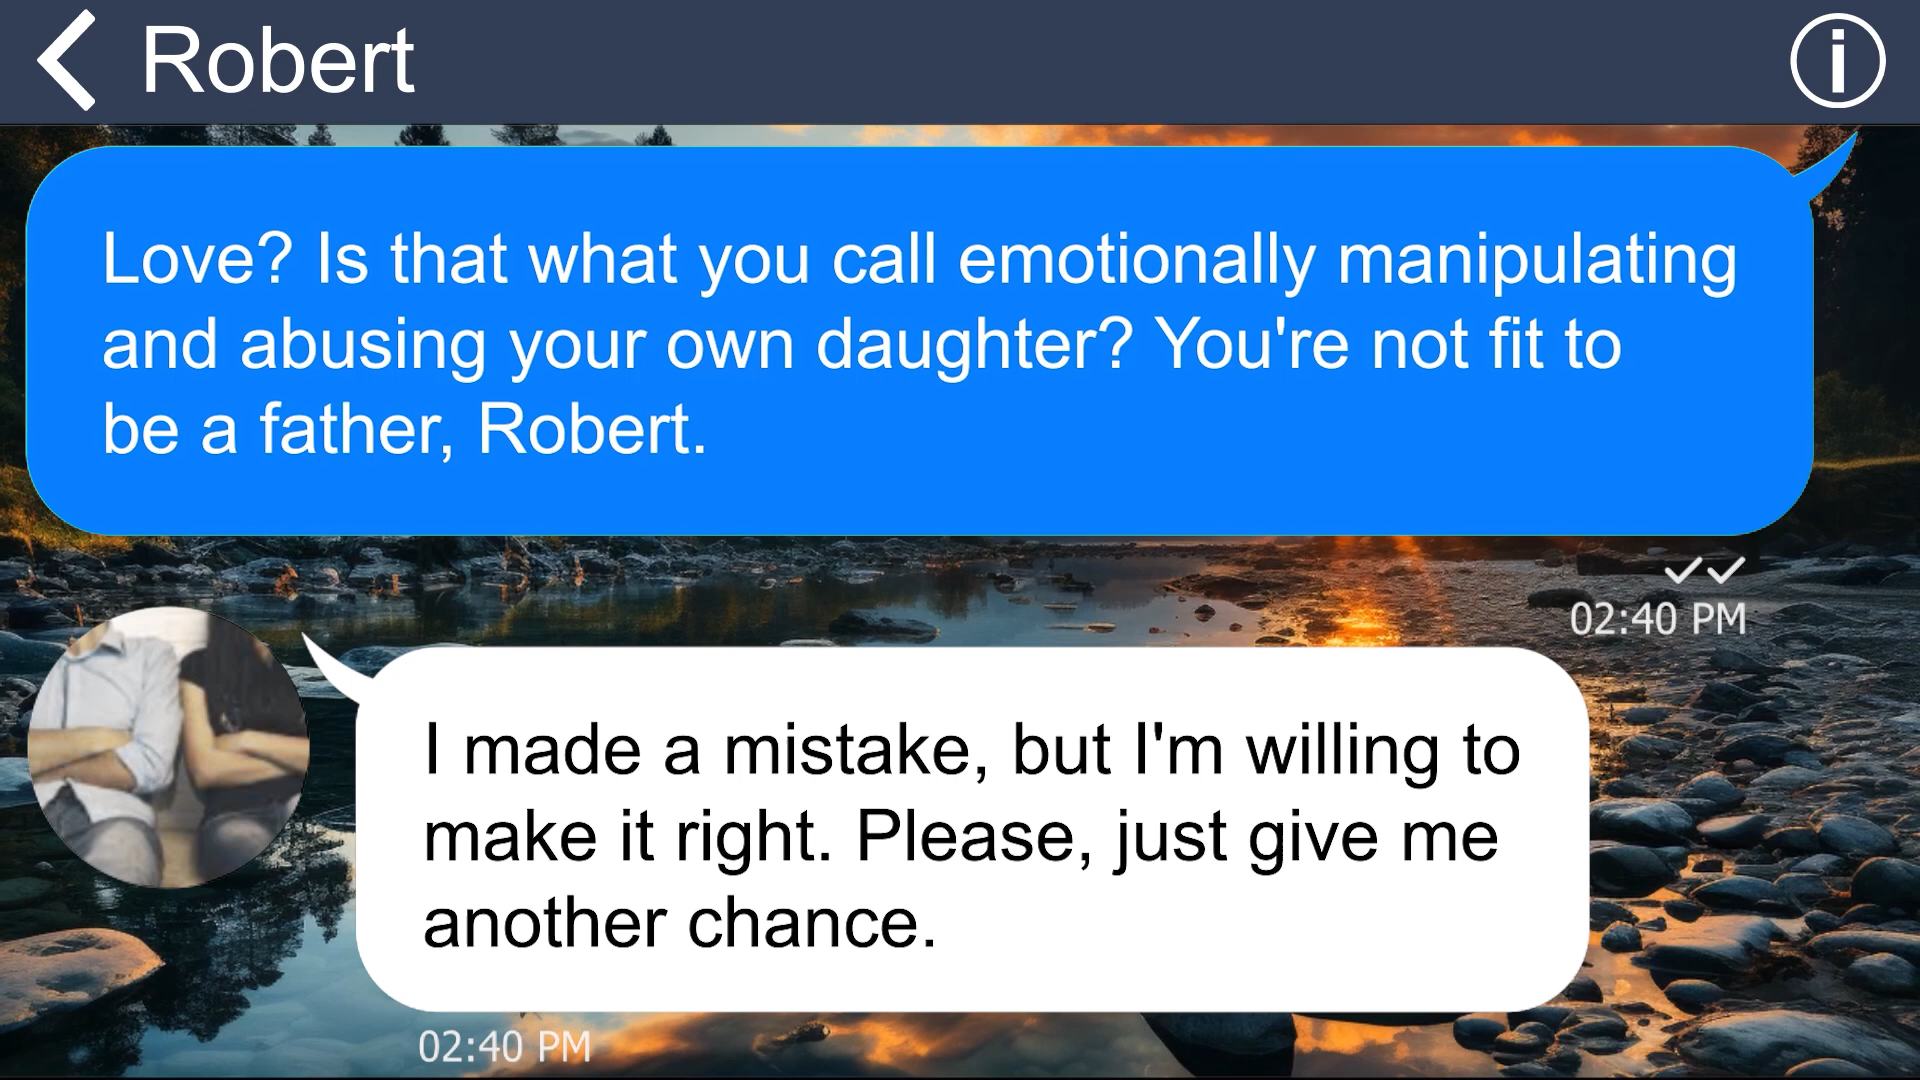 Robert
Love? Is that what you call emotionally manipulating
and abusing your own daughter? You're not fit to
be a father, Robert.
02:40 PM
I made a mistake, but I'm willing to
make it right. Please, just give me
another chance.
02:40 PM